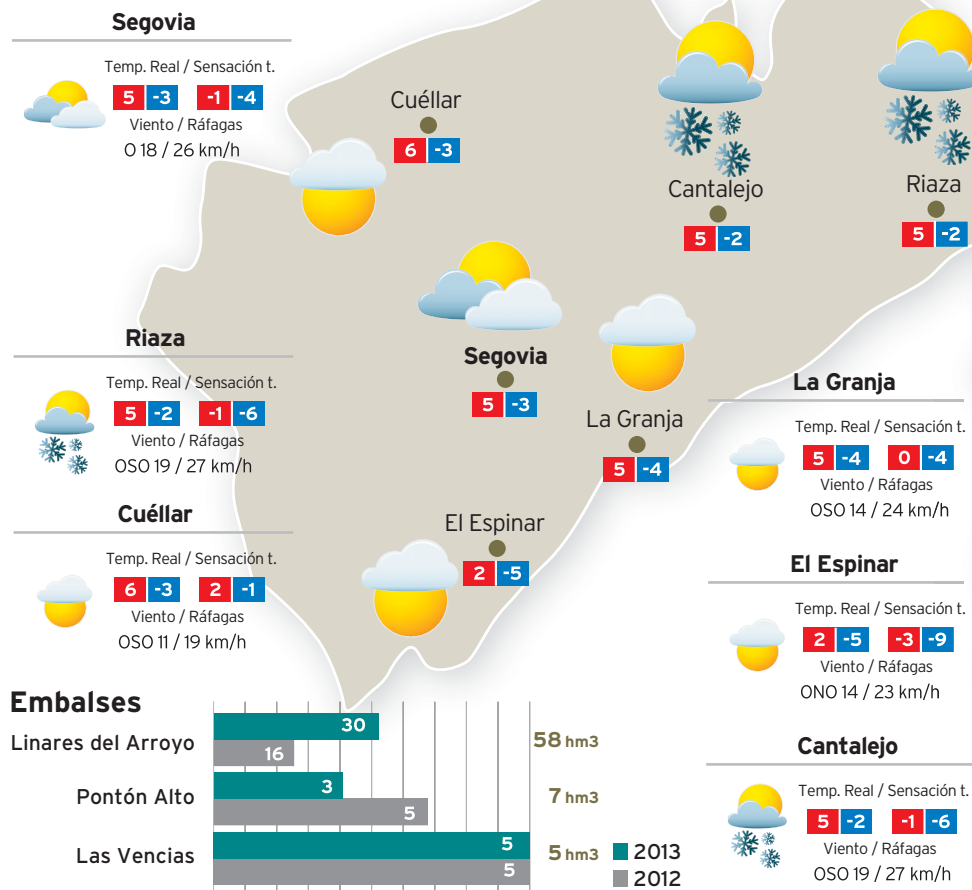 Segovia
Temp. Real / Sensación t.
5 -3 -1 -4
Viento / Ráfagas
O 18 / 26 km/h
Cuéllar
6 -3
Cantalejo
5 -2
Riaza
5 -2
Segovia
5 -3
La Granja
5 -4
El Espinar
2 -5
Riaza
Temp. Real / Sensación t.
5 -2 -1 -6
Viento / Ráfagas
OSO 19 / 27 km/h
Cuéllar
Temp. Real / Sensación t.
6 -3 2 -1
Viento / Ráfagas
OSO 11 / 19 km/h
La Granja
Temp. Real / Sensación t.
5 -4 0 -4
Viento / Ráfagas
OSO 14 / 24 km/h
El Espinar
Temp. Real / Sensación t.
2 -5 -3 -9
Viento / Ráfagas
ONO 14 / 23 km/h
Cantalejo
Temp. Real / Sensación t.
5 -2 -1 -6
Viento / Ráfagas
OSO 19 / 27 km/h
Embalses
Linares del Arroyo
30
16
58 hm3
Pontón Alto
3
5
7 hm3
Las Vencias
5
5
5 hm3
2013
2012